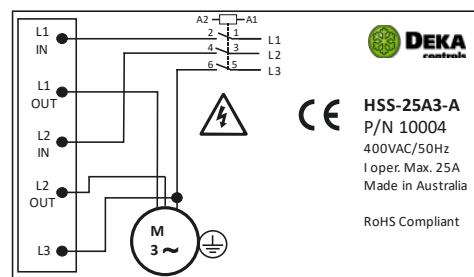 L1
IN
L1
OUT
L2
IN
L2
OUT
L3
A2 A1
2 1 L1
4 3 L2
6 5 L3
M
3 ~
DEKA
controls
CE
HSS-25A3-A
P/N 10004
400VAC/50Hz
I oper. Max. 25A
Made in Australia
RoHS Compliant